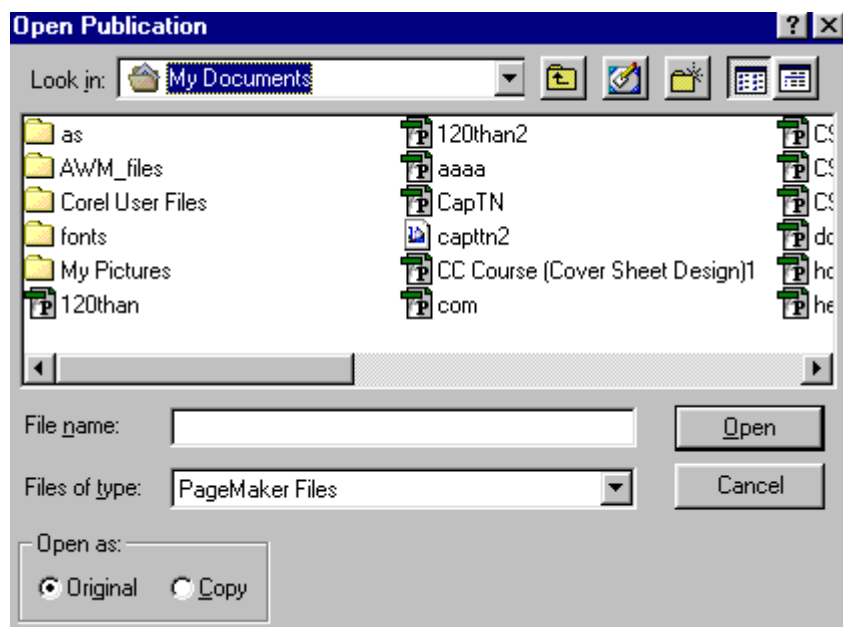 Open Publication
Look in: My Documents
as
AWM_files
Corel User Files
fonts
My Pictures
120than
120than2
aaaa
CapTN
capttn2
CC Course (Cover Sheet Design)1
com
File name:
Open
Files of type: PageMaker Files
Cancel
Open as:
Original Copy